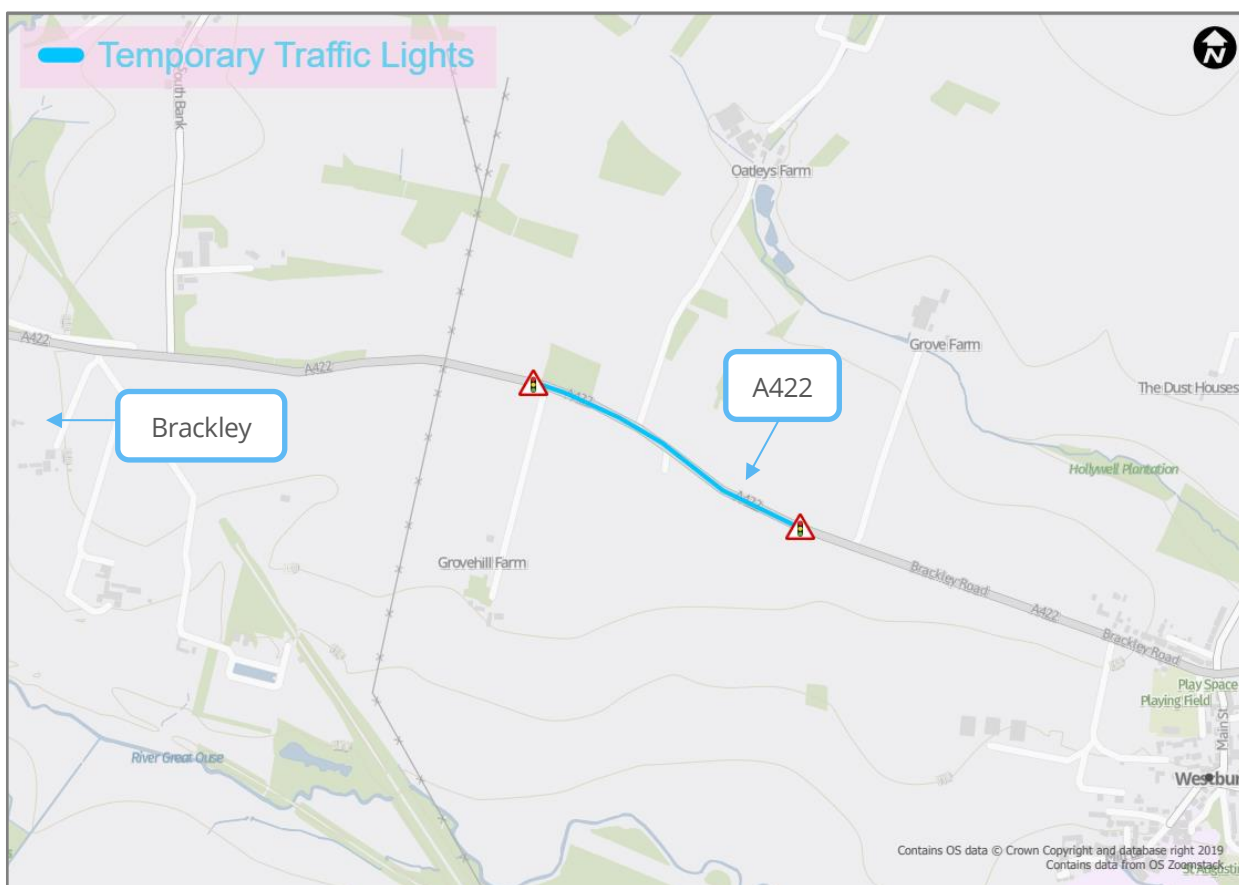 Temporary Traffic Lights
N
South Bank
Oatleys Farm
A422
A422
Grove Farm
The Dust Houses
A422
A422
Brackley
Hollywell Plantation
A422
Grovehill Farm
Brackley Road
A422
Brackley Road
Play Space
Playing Field
Main St
River Great Ouse
Westbur
Contains OS data © Crown Copyright and database right 2019
Contains data from OS Zoomstack